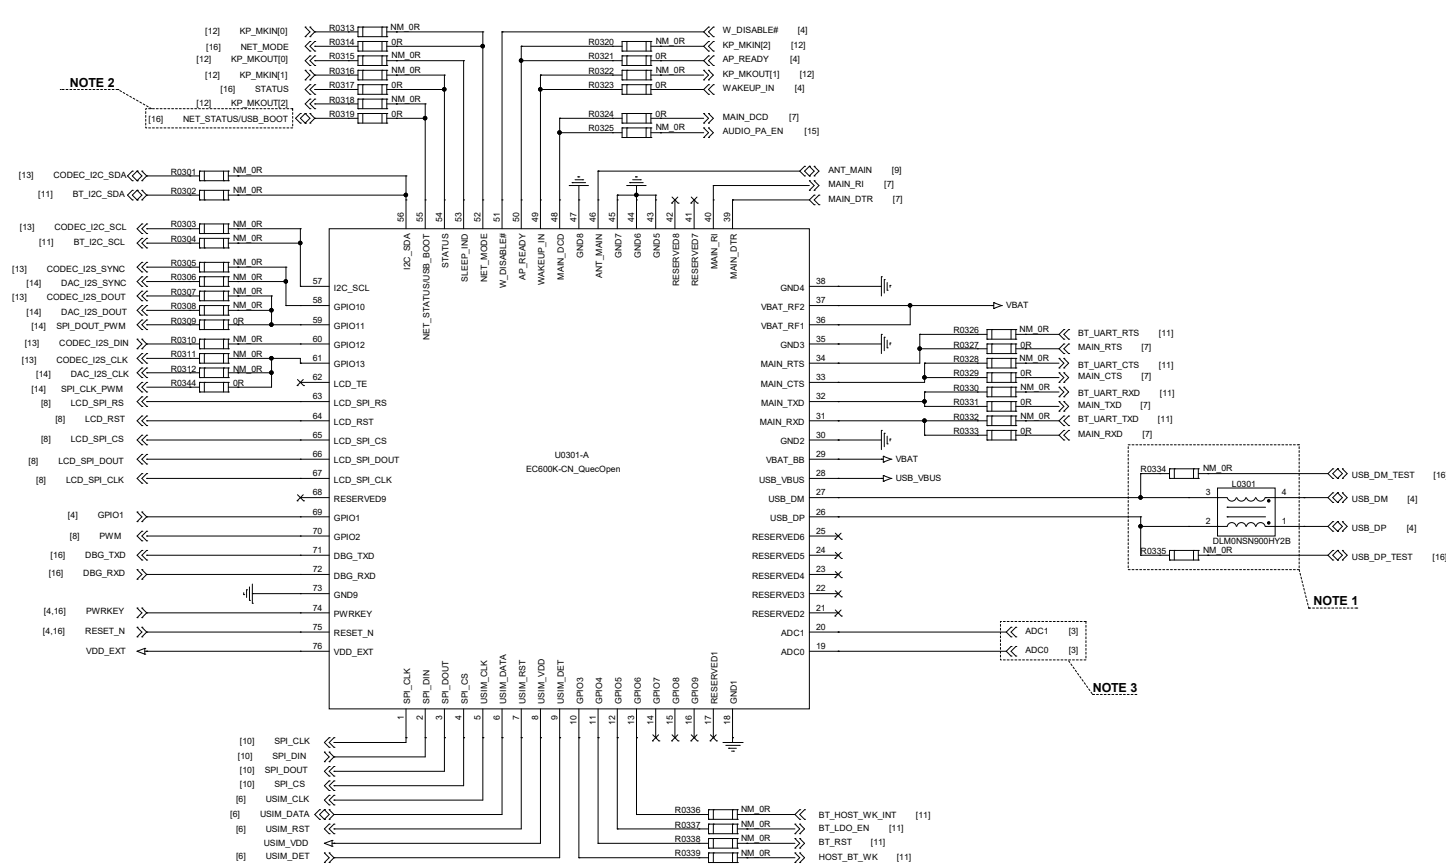 [12] KP_MKIN[0] R0313 NM_0R
[16] NET_MODE R0314 0R
[12] KP_MKOUT[0] R0315 NM_0R
[12] KP_MKIN[1] R0316 NM_0R
[16] STATUS R0317 0R
[12] KP_MKOUT[2] R0318 NM_0R
[16] NET_STATUS/USB_BOOT R0319 0R
NOTE 2
W_DISABLE# [4]
R0320 NM_0R KP_MKIN[2] [12]
R0321 0R AP_READY [4]
R0322 NM_0R KP_MKOUT[1] [12]
R0323 0R WAKEUP_IN [4]
R0324 0R MAIN_DCD [7]
R0325 NM_0R AUDIO_PA_EN [15]
ANT_MAIN [9]
MAIN_RI [7]
MAIN_DTR [7]
[13] CODEC_I2C_SDA R0301 NM_0R
[11] BT_I2C_SDA R0302 NM_0R
[13] CODEC_I2C_SCL R0303 NM_0R
[11] BT_I2C_SCL R0304 NM_0R
[13] CODEC_I2S_SYNC R0305 NM_0R
[14] DAC_I2S_SYNC R0306 NM_0R
[13] CODEC_I2S_DOUT R0307 NM_0R
[14] DAC_I2S_DOUT R0308 NM_0R
[14] SPI_DOUT_PWM R0309 0R
[13] CODEC_I2S_DIN R0310 NM_0R
[13] CODEC_I2S_CLK R0311 NM_0R
[14] DAC_I2S_CLK R0312 NM_0R
[14] SPI_CLK_PWM R0344 0R
[8] LCD_SPI_RS
[8] LCD_RST
[8] LCD_SPI_CS
[8] LCD_SPI_DOUT
[8] LCD_SPI_CLK
[4] GPIO1
[8] PWM
[16] DBG_TXD
[16] DBG_RXD
[4,16] PWRKEY
[4,16] RESET_N
VDD_EXT
56 I2C_SDA
55 NET_STATUS/USB_BOOT
54 STATUS
53 SLEEP_IND
52 NET_MODE
51 W_DISABLE#
50 AP_READY
49 WAKEUP_IN
48 MAIN_DCD
47 GND8
46 ANT_MAIN
45 GND7
44 GND6
43 GND5
42 RESERVED8
41 RESERVED7
40 MAIN_RI
39 MAIN_DTR
57 I2C_SCL
58 GPIO10
59 GPIO11
60 GPIO12
61 GPIO13
62 LCD_TE
63 LCD_SPI_RS
64 LCD_RST
65 LCD_SPI_CS
66 LCD_SPI_DOUT
67 LCD_SPI_CLK
68 RESERVED9
69 GPIO1
70 GPIO2
71 DBG_TXD
72 DBG_RXD
73 GND9
74 PWRKEY
75 RESET_N
76 VDD_EXT
U0301-A
EC600K-CN_QuecOpen
GND4 38
VBAT_RF2 37 VBAT
VBAT_RF1 36
GND3 35
MAIN_RTS 34
MAIN_CTS 33
MAIN_TXD 32
MAIN_RXD 31
GND2 30
VBAT_BB 29 VBAT
USB_VBUS 28 USB_VBUS
USB_DM 27
USB_DP 26
RESERVED6 25
RESERVED5 24
RESERVED4 23
RESERVED3 22
RESERVED2 21
ADC1 20
ADC0 19
R0326 NM_0R BT_UART_RTS [11]
R0327 0R MAIN_RTS [7]
R0328 NM_0R BT_UART_CTS [11]
R0329 0R MAIN_CTS [7]
R0330 NM_0R BT_UART_RXD [11]
R0331 0R MAIN_TXD [7]
R0332 NM_0R BT_UART_TXD [11]
R0333 0R MAIN_RXD [7]
R0334 NM_0R USB_DM_TEST [16]
L0301
3 4 USB_DM [4]
2 1 USB_DP [4]
DLM0NSN900HY2B
R0335 NM_0R USB_DP_TEST [16]
NOTE 1
ADC1 [3]
ADC0 [3]
NOTE 3
SPI_CLK 1
SPI_DIN 2
SPI_DOUT 3
SPI_CS 4
USIM_CLK 5
USIM_DATA 6
USIM_RST 7
USIM_VDD 8
USIM_DET 9
GPIO3 10
GPIO4 11
GPIO5 12
GPIO6 13
GPIO7 14
GPIO8 15
GPIO9 16
RESERVED1 17
GND1 18
[10] SPI_CLK
[10] SPI_DIN
[10] SPI_DOUT
[10] SPI_CS
[6] USIM_CLK
[6] USIM_DATA
[6] USIM_RST
USIM_VDD
[6] USIM_DET
R0336 NM_0R BT_HOST_WK_INT [11]
R0337 NM_0R BT_LDO_EN [11]
R0338 NM_0R BT_RST [11]
R0339 NM_0R HOST_BT_WK [11]